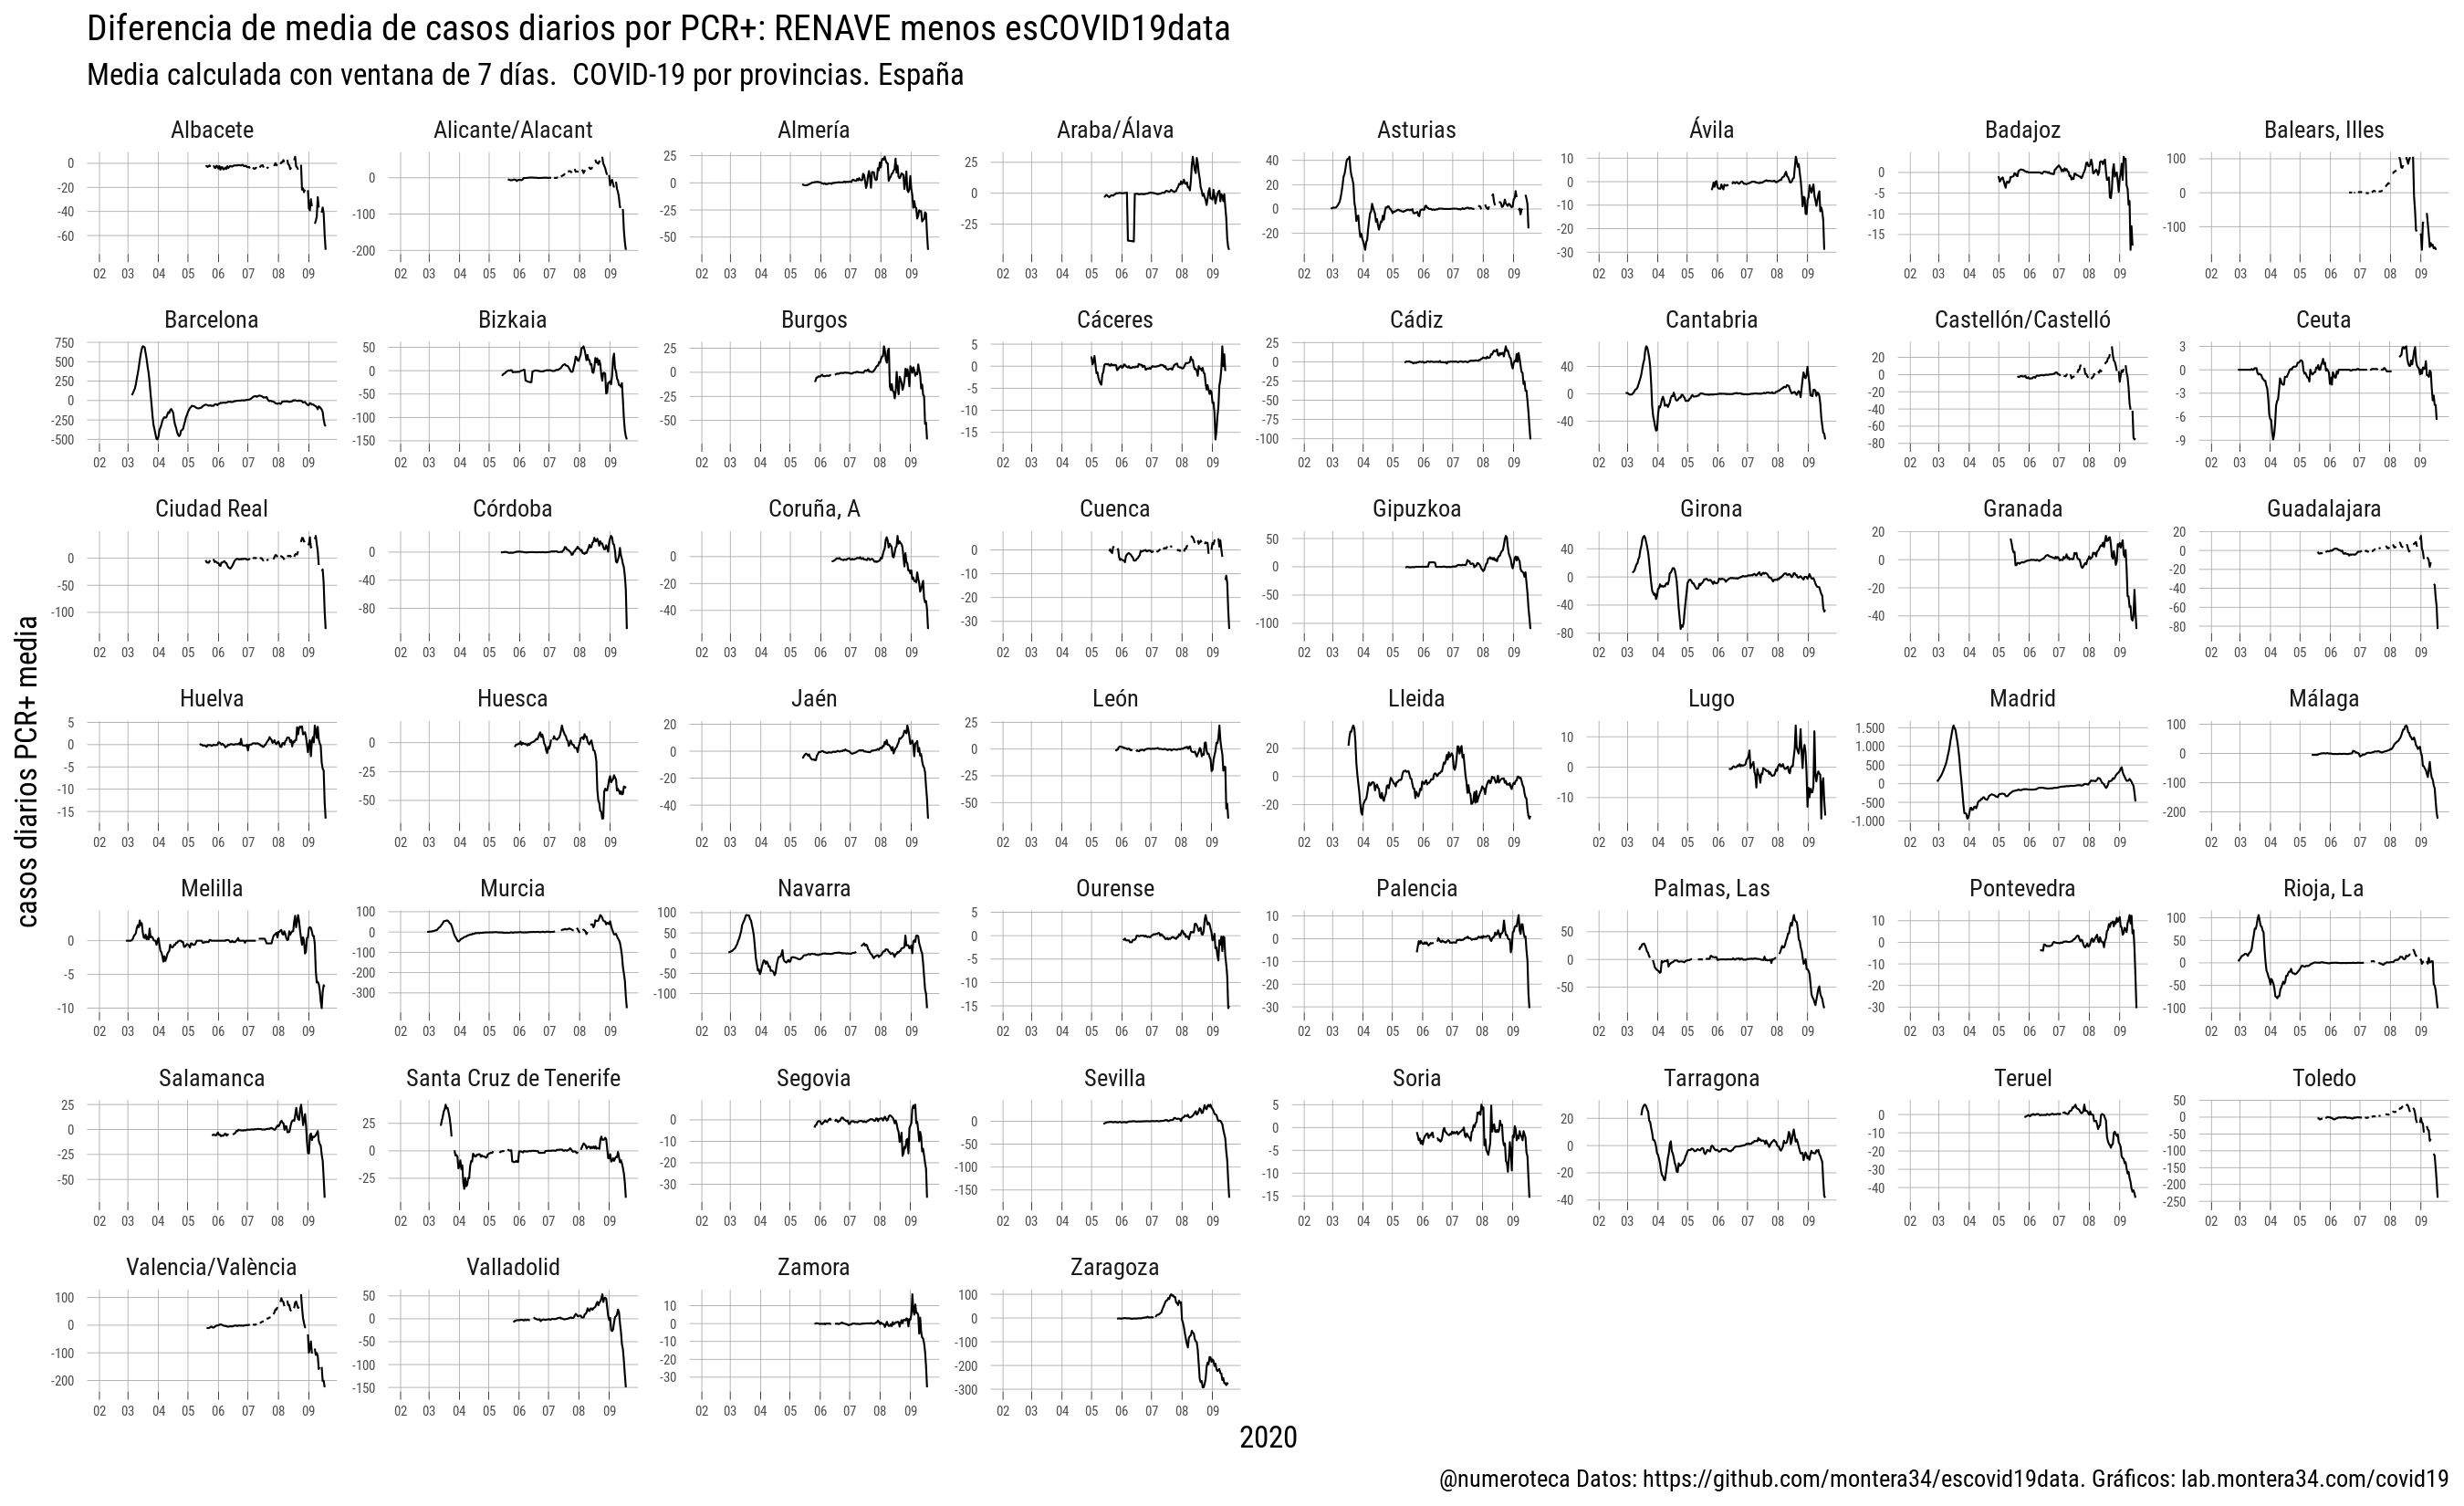 Diferencia de media de casos diarios por PCR+: RENAVE menos esCOVID19data
Media calculada con ventana de 7 días.  COVID-19 por provincias. España
casos diarios PCR+ media
Albacete Alicante/Alacant Almería Araba/Álava Asturias Ávila Badajoz Balears, Illes
0 -20 -40 -60
0 -100 -200
25 0 -25 -50
25 0 -25
40 20 0 -20
10 0 -10 -20 -30
0 -5 -10 -15
100 0 -100
02 03 04 05 06 07 08 09 02 03 04 05 06 07 08 09 02 03 04 05 06 07 08 09 02 03 04 05 06 07 08 09 02 03 04 05 06 07 08 09 02 03 04 05 06 07 08 09 02 03 04 05 06 07 08 09 02 03 04 05 06 07 08 09
Barcelona Bizkaia Burgos Cáceres Cádiz Cantabria Castellón/Castelló Ceuta
750 500 250 0 -250 -500
50 0 -50 -100 -150
25 0 -25 -50
5 0 -5 -10 -15
25 0 -25 -50 -75 -100
40 0 -40
20 0 -20 -40 -60 -80
3 0 -3 -6 -9
02 03 04 05 06 07 08 09 02 03 04 05 06 07 08 09 02 03 04 05 06 07 08 09 02 03 04 05 06 07 08 09 02 03 04 05 06 07 08 09 02 03 04 05 06 07 08 09 02 03 04 05 06 07 08 09 02 03 04 05 06 07 08 09
Ciudad Real Córdoba Coruña, A Cuenca Gipuzkoa Girona Granada Guadalajara
0 -50 -100
0 -40 -80
0 -20 -40
0 -10 -20 -30
50 0 -50 -100
40 0 -40 -80
20 0 -20 -40
20 0 -20 -40 -60 -80
02 03 04 05 06 07 08 09 02 03 04 05 06 07 08 09 02 03 04 05 06 07 08 09 02 03 04 05 06 07 08 09 02 03 04 05 06 07 08 09 02 03 04 05 06 07 08 09 02 03 04 05 06 07 08 09 02 03 04 05 06 07 08 09
Huelva Huesca Jaén León Lleida Lugo Madrid Málaga
5 0 -5 -10 -15
0 -25 -50
20 0 -20 -40
25 0 -25 -50
20 0 -20
10 0 -10
1.500 1.000 500 0 -500 -1.000
100 0 -100 -200
02 03 04 05 06 07 08 09 02 03 04 05 06 07 08 09 02 03 04 05 06 07 08 09 02 03 04 05 06 07 08 09 02 03 04 05 06 07 08 09 02 03 04 05 06 07 08 09 02 03 04 05 06 07 08 09 02 03 04 05 06 07 08 09
Melilla Murcia Navarra Ourense Palencia Palmas, Las Pontevedra Rioja, La
0 -5 -10
100 0 -100 -200 -300
100 50 0 -50 -100
5 0 -5 -10 -15
10 0 -10 -20 -30
50 0 -50
10 0 -10 -20 -30
100 50 0 -50 -100
02 03 04 05 06 07 08 09 02 03 04 05 06 07 08 09 02 03 04 05 06 07 08 09 02 03 04 05 06 07 08 09 02 03 04 05 06 07 08 09 02 03 04 05 06 07 08 09 02 03 04 05 06 07 08 09 02 03 04 05 06 07 08 09
Salamanca Santa Cruz de Tenerife Segovia Sevilla Soria Tarragona Teruel Toledo
25 0 -25 -50
25 0 -25
0 -10 -20 -30
0 -50 -100 -150
5 0 -5 -10 -15
20 0 -20 -40
0 -10 -20 -30 -40
50 0 -50 -100 -150 -200 -250
02 03 04 05 06 07 08 09 02 03 04 05 06 07 08 09 02 03 04 05 06 07 08 09 02 03 04 05 06 07 08 09 02 03 04 05 06 07 08 09 02 03 04 05 06 07 08 09 02 03 04 05 06 07 08 09 02 03 04 05 06 07 08 09
Valencia/València Valladolid Zamora Zaragoza
100 0 -100 -200
50 0 -50 -100 -150
10 0 -10 -20 -30
100 0 -100 -200 -300
02 03 04 05 06 07 08 09 02 03 04 05 06 07 08 09 02 03 04 05 06 07 08 09 02 03 04 05 06 07 08 09
2020
@numeroteca Datos: https://github.com/montera34/escovid19data. Gráficos: lab.montera34.com/covid19